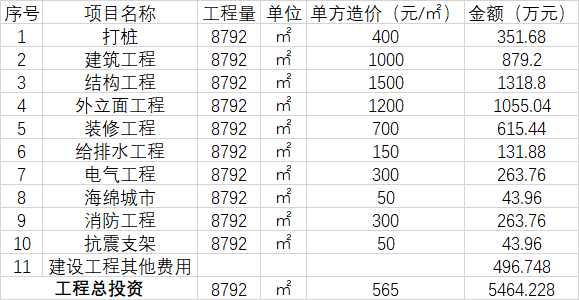 序号 项目名称 工程量 单位 单方造价（元/㎡） 金额（万元）
1 打桩 8792 ㎡ 400 351.68
2 建筑工程 8792 ㎡ 1000 879.2
3 结构工程 8792 ㎡ 1500 1318.8
4 外立面工程 8792 ㎡ 1200 1055.04
5 装修工程 8792 ㎡ 700 615.44
6 给排水工程 8792 ㎡ 150 131.88
7 电气工程 8792 ㎡ 300 263.76
8 海绵城市 8792 ㎡ 50 43.96
9 消防工程 8792 ㎡ 300 263.76
10 抗震支架 8792 ㎡ 50 43.96
11 建设工程其他费用 496.748
工程总投资 8792 ㎡ 565 5464.228